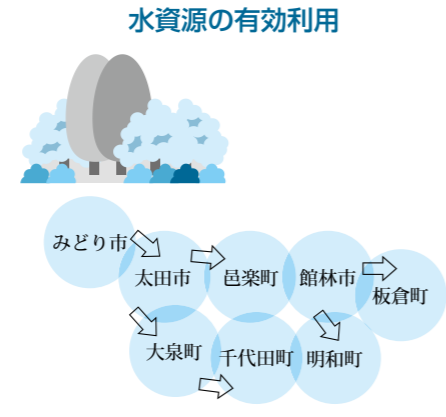 水資源の有効利用
みどり市
太田市
邑楽町
館林市
板倉町
大泉町
千代田町
明和町